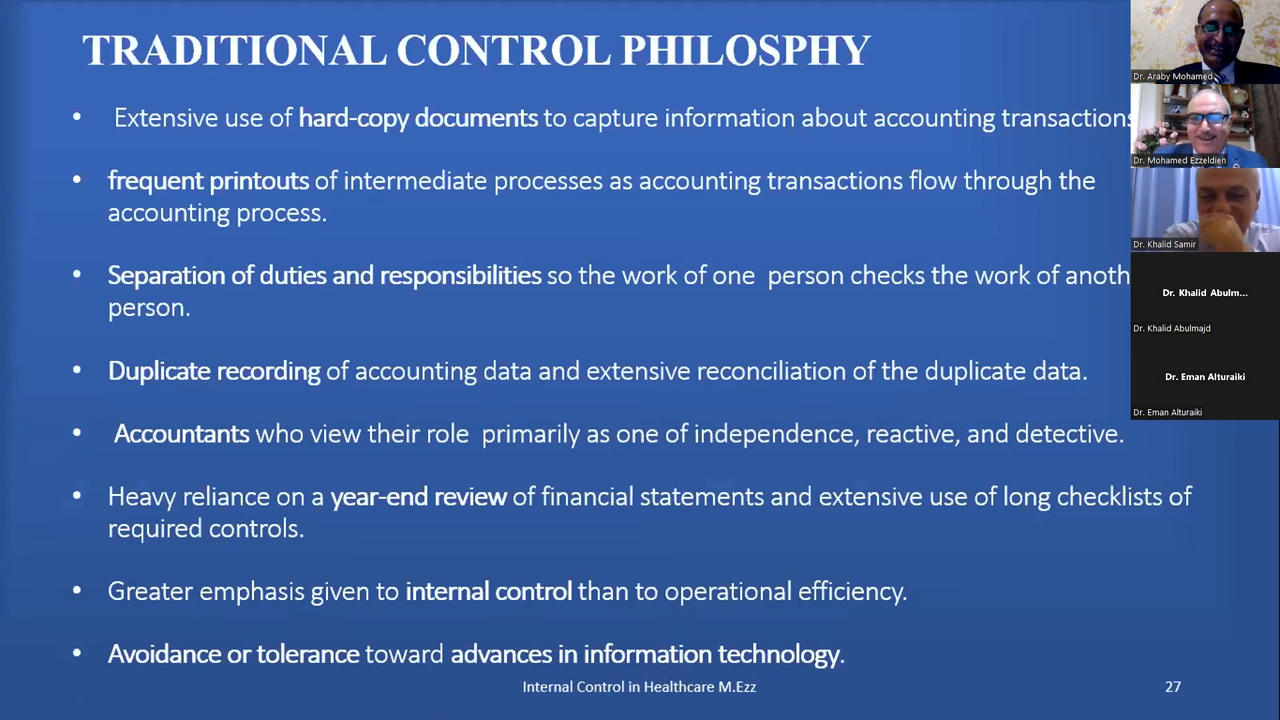 TRADITIONAL CONTROL PHILOSPHY
• Extensive use of hard-copy documents to capture information about accounting transactions
• frequent printouts of intermediate processes as accounting transactions flow through the
accounting process.
• Separation of duties and responsibilities so the work of one person checks the work of anoth
person.
• Duplicate recording of accounting data and extensive reconciliation of the duplicate data.
• Accountants who view their role primarily as one of independence, reactive, and detective.
• Heavy reliance on a year-end review of financial statements and extensive use of long checklists of
required controls.
• Greater emphasis given to internal control than to operational efficiency.
• Avoidance or tolerance toward advances in information technology.
Internal Control in Healthcare M.Ezz
27
Dr. Araby Mohamed
Dr. Mohamed Ezzeldien
Dr. Khalid Samir
Dr. Khalid Abulm...
Dr. Khalid Abulmajd
Dr. Eman Alturaiki
Dr. Eman Alturaiki